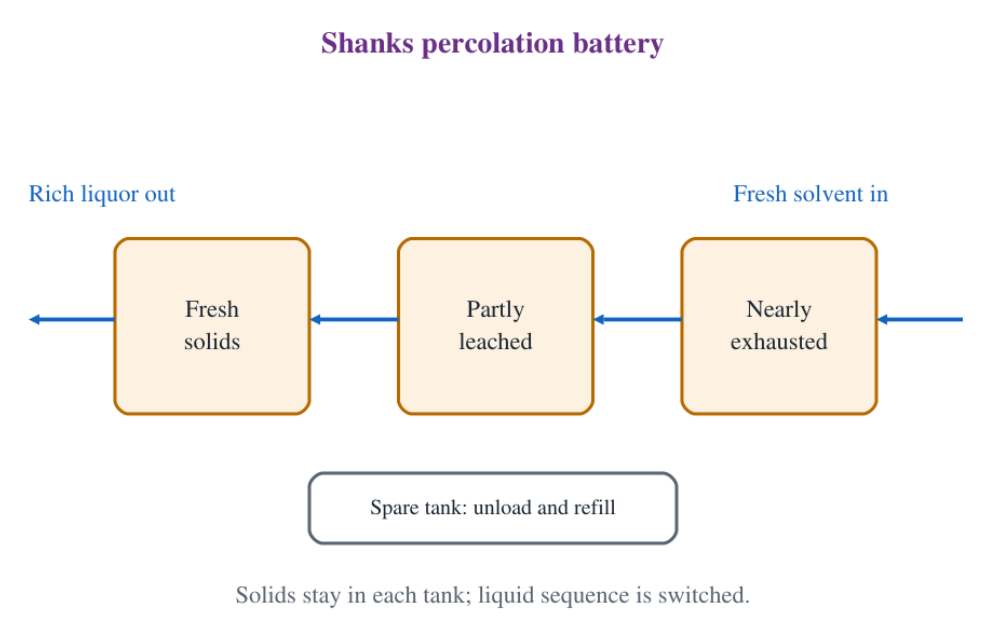 Shanks percolation battery
Rich liquor out
Fresh solvent in
Fresh
solids
Partly
leached
Nearly
exhausted
Spare tank: unload and refill
Solids stay in each tank; liquid sequence is switched.